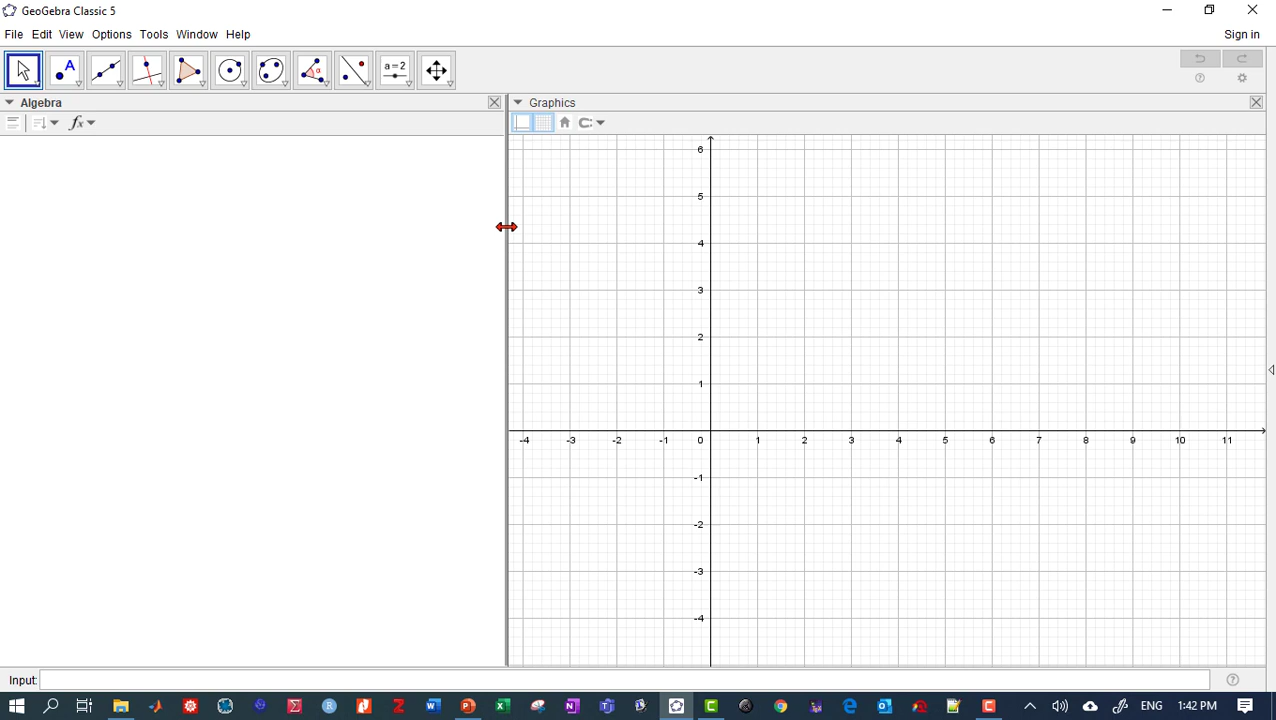 GeoGebra Classic 5
File Edit View Options Tools Window Help Sign in
A α a=2
Algebra Graphics
fx
6
5
4
3
2
1
-4 -3 -2 -1 0 1 2 3 4 5 6 7 8 9 10 11
-1
-2
-3
-4
Input:
ENG 1:42 PM